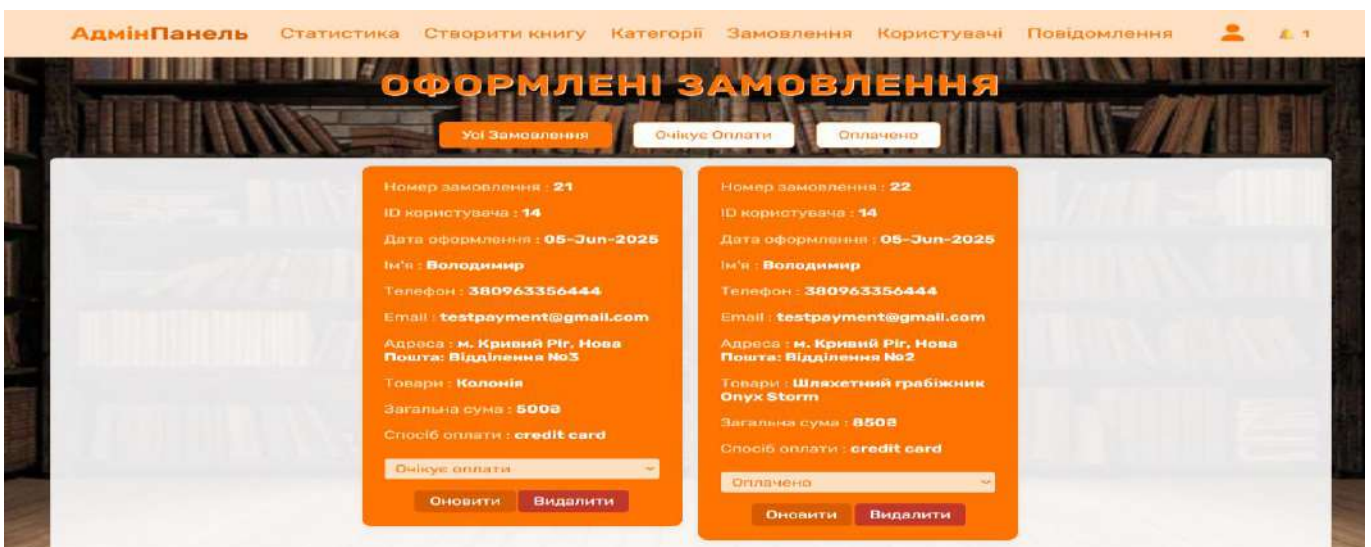 АдмінПанель Статистика Створити книгу Категорії Замовлення Користувачі Повідомлення 1
ОФОРМЛЕНІ ЗАМОВЛЕННЯ
Усі Замовлення Очікує Оплати Оплачено
Номер замовлення : 21
ID користувача : 14
Дата оформлення : 05-Jun-2025
Ім'я : Володимир
Телефон : 380963356444
Email : testpayment@gmail.com
Адреса : м. Кривий Ріг, Нова
Пошта: Відділення №3
Товари : Колонія
Загальна сума : 500₴
Спосіб оплати : credit card
Очікує оплати
Оновити Видалити
Номер замовлення : 22
ID користувача : 14
Дата оформлення : 05-Jun-2025
Ім'я : Володимир
Телефон : 380963356444
Email : testpayment@gmail.com
Адреса : м. Кривий Ріг, Нова
Пошта: Відділення №2
Товари : Шляхетний грабіжник
Onyx Storm
Загальна сума : 850₴
Спосіб оплати : credit card
Оплачено
Оновити Видалити